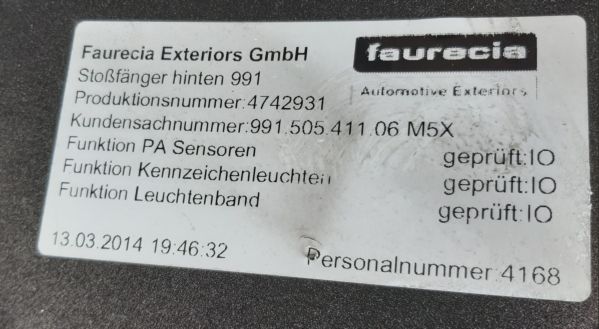 Faurecia Exteriors GmbH
faurecia
Automotive Exteriors
Stoßfänger hinten 991
Produktionsnummer:4742931
Kundensachnummer:991.505.411.06 M5X
Funktion PA Sensoren geprüft:IO
Funktion Kennzeichenleuchten geprüft:IO
Funktion Leuchtenband geprüft:IO
13.03.2014 19:46:32 Personalnummer:4168